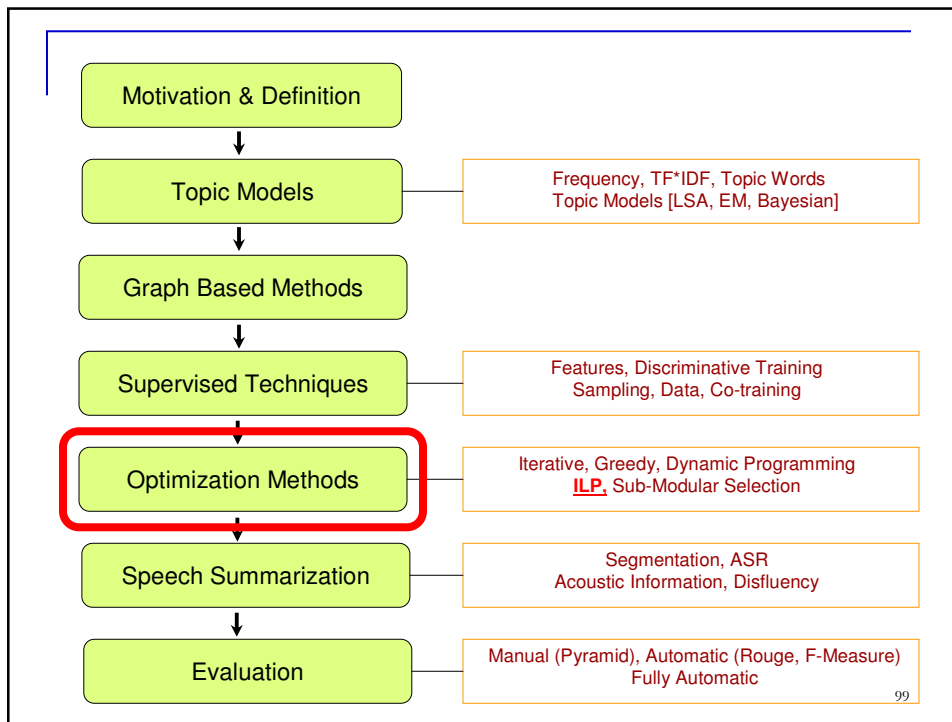 Motivation & Definition
Topic Models
Frequency, TF*IDF, Topic Words
Topic Models [LSA, EM, Bayesian]
Graph Based Methods
Supervised Techniques
Features, Discriminative Training
Sampling, Data, Co-training
Optimization Methods
Iterative, Greedy, Dynamic Programming
ILP, Sub-Modular Selection
Speech Summarization
Segmentation, ASR
Acoustic Information, Disfluency
Evaluation
Manual (Pyramid), Automatic (Rouge, F-Measure)
Fully Automatic
99